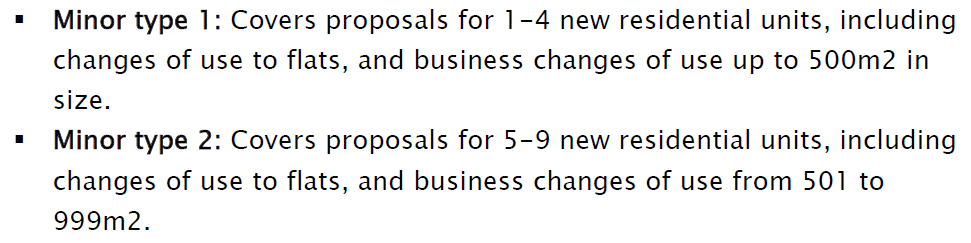 ▪ Minor type 1: Covers proposals for 1–4 new residential units, including
changes of use to flats, and business changes of use up to 500m2 in
size.
▪ Minor type 2: Covers proposals for 5–9 new residential units, including
changes of use to flats, and business changes of use from 501 to
999m2.